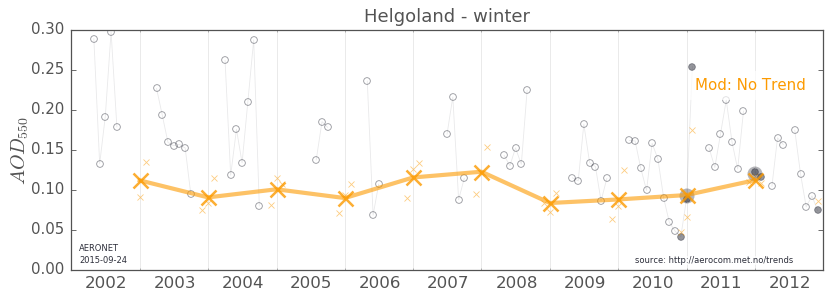 Helgoland - winter
0.30
0.25
0.20
0.15
0.10
0.05
0.00
AOD550
Mod: No Trend
AERONET
2015-09-24
source: http://aerocom.met.no/trends
2002 2003 2004 2005 2006 2007 2008 2009 2010 2011 2012